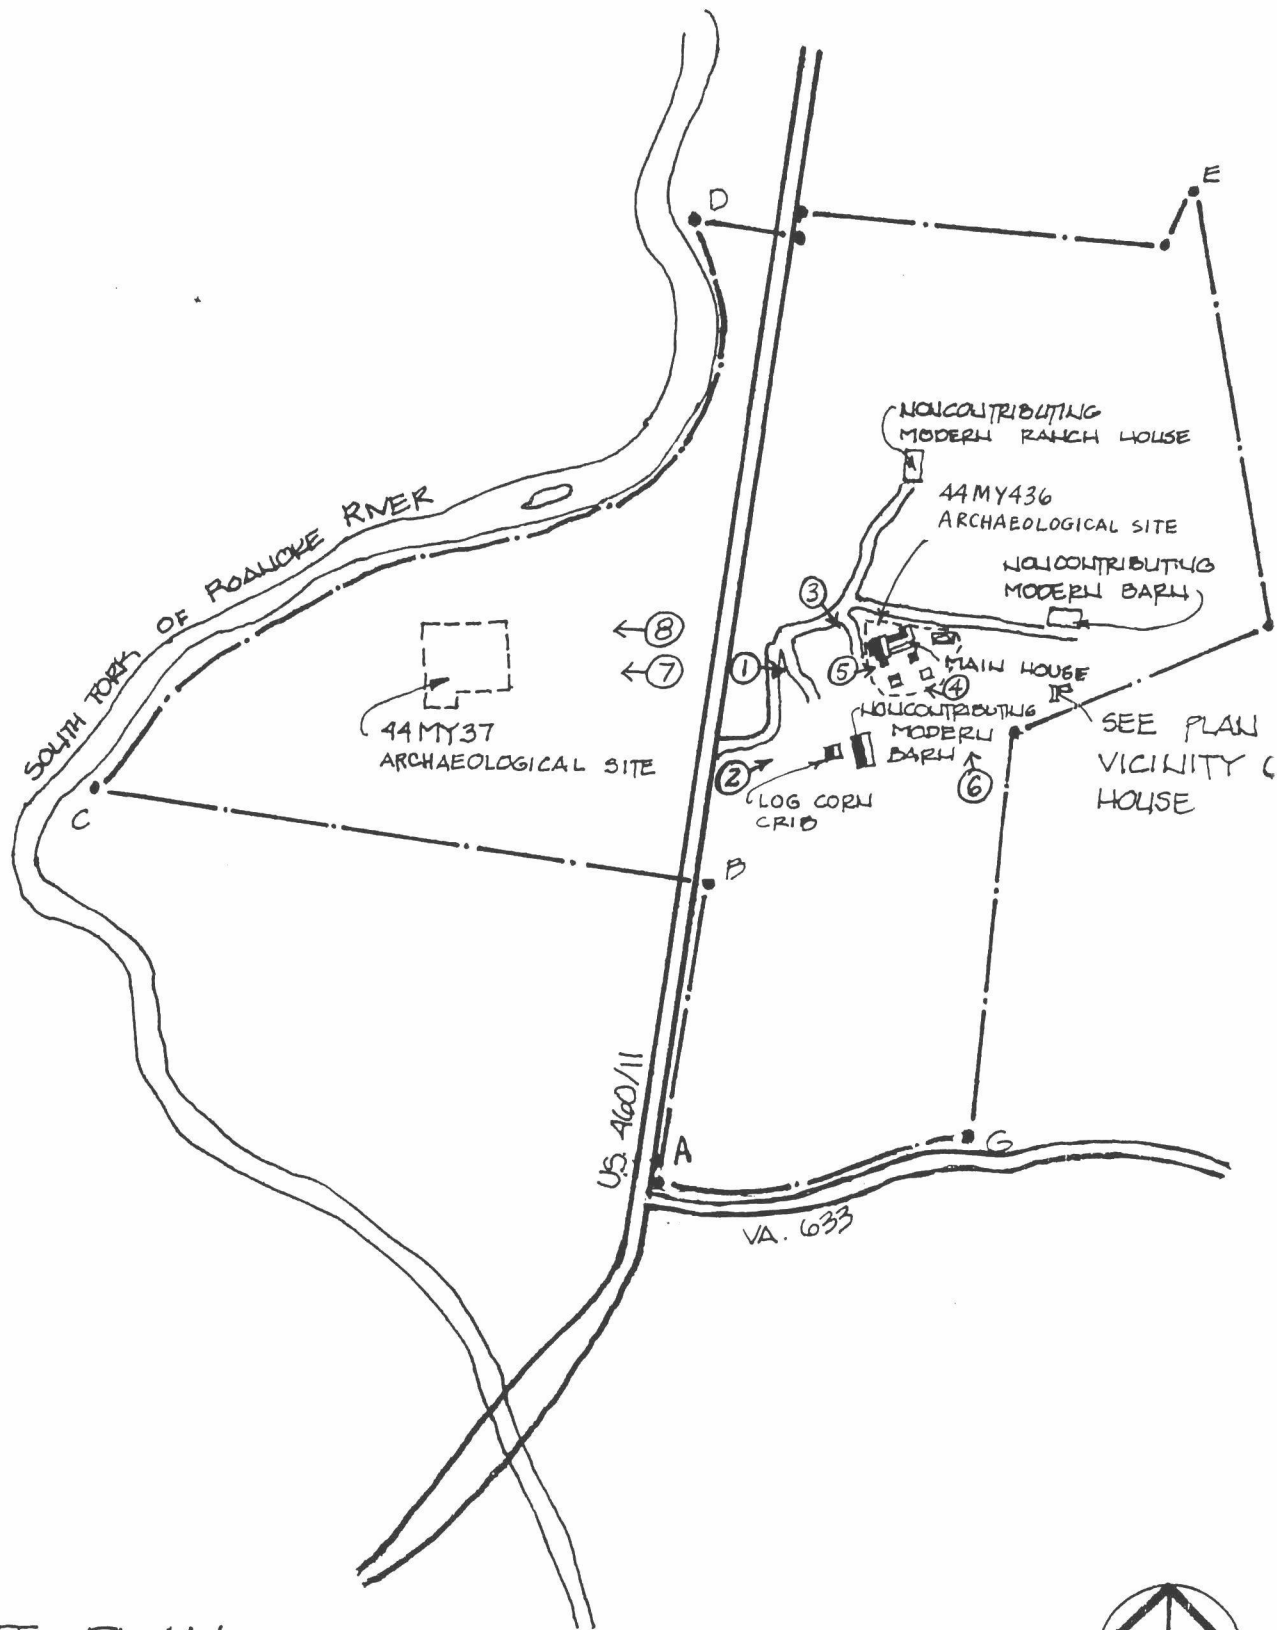 D
E
NONCONTRIBUTING
MODERN RANCH HOUSE
44MY436
ARCHAEOLOGICAL SITE
NONCONTRIBUTING
MODERN BARN
SOUTH FORK OF ROANOKE RIVER
3
8
7
1
5
MAIN HOUSE
4
44MY37
ARCHAEOLOGICAL SITE
NONCONTRIBUTING
MODERN
BARN
SEE PLAN
VICINITY
HOUSE
2
6
LOG CORN
CRIB
C
B
U.S. 460/11
A
G
VA. 633